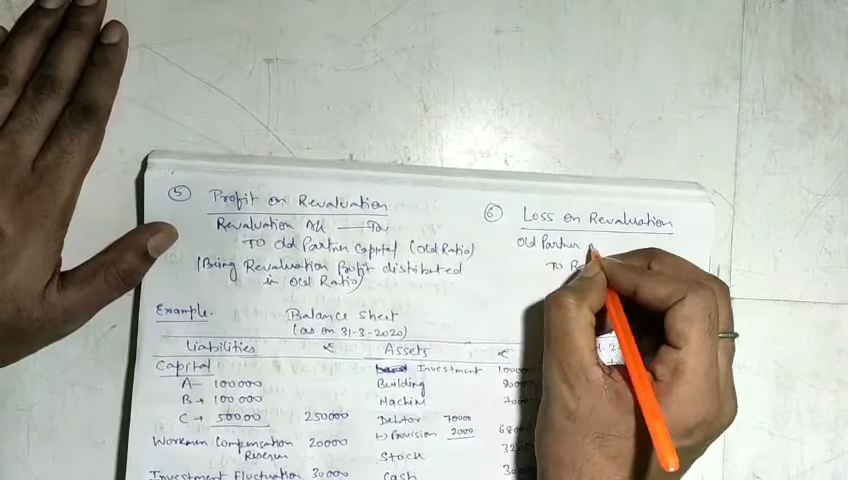 ⑤ Profit on Revaluation
Revaluation A/c — Dr
To Old Partner Capital (Old Ratio)
(Being Revaluation Profit distributed
in Old Ratio)
⑥ Loss on Revaluation
Old Partner
To
Example.
Balance Sheet
(as on 31-3-2020)
Liabilities ₹ Assets ₹
Capital Investment
A- 100000 Building
B→ 100000 Machine
C→ 50000 250000 Debtor 70000
(-) Provision 2000
Workmen Compensation 20000
Reserve Stock
Investment Fluctuation 30000 Cash